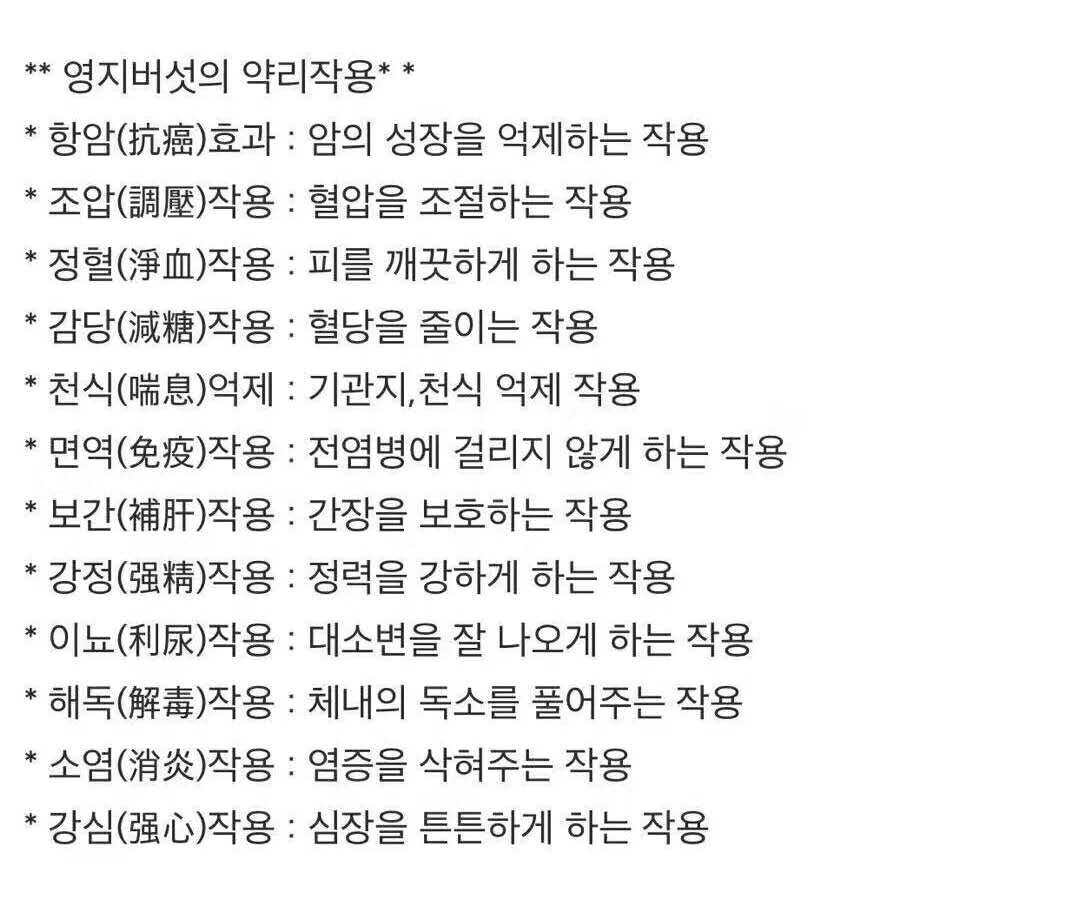 ** 영지버섯의 약리작용* *
* 항암(抗癌)효과 : 암의 성장을 억제하는 작용
* 조압(調壓)작용 : 혈압을 조절하는 작용
* 정혈(淨血)작용 : 피를 깨끗하게 하는 작용
* 감당(減糖)작용 : 혈당을 줄이는 작용
* 천식(喘息)억제 : 기관지,천식 억제 작용
* 면역(免疫)작용 : 전염병에 걸리지 않게 하는 작용
* 보간(補肝)작용 : 간장을 보호하는 작용
* 강정(强精)작용 : 정력을 강하게 하는 작용
* 이뇨(利尿)작용 : 대소변을 잘 나오게 하는 작용
* 해독(解毒)작용 : 체내의 독소를 풀어주는 작용
* 소염(消炎)작용 : 염증을 삭혀주는 작용
* 강심(强心)작용 : 심장을 튼튼하게 하는 작용